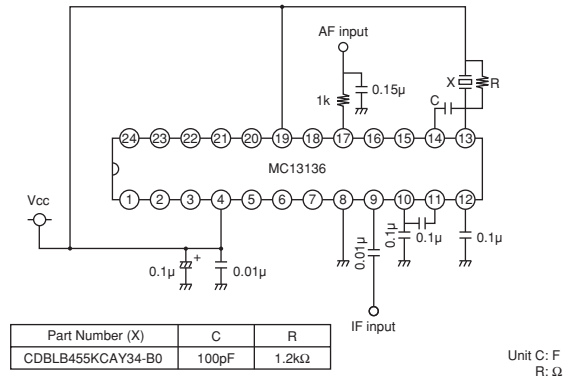 AF input
0.15μ
1k
X
R
C
24 23 22 21 20 19 18 17 16 15 14 13
MC13136
1 2 3 4 5 6 7 8 9 10 11 12
Vcc
+
0.1μ
0.01μ
0.01μ
0.1μ
0.1μ
0.1μ
IF input
Part Number (X) C R
CDBLB455KCAY34-B0 100pF 1.2kΩ
Unit C: F
R: Ω